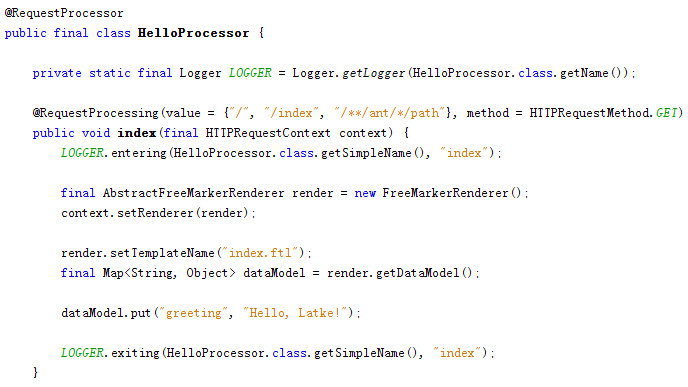 @RequestProcessor
public final class HelloProcessor {
private static final Logger LOGGER = Logger.getLogger(HelloProcessor.class.getName());
@RequestProcessing(value = {"/", "/index", "/**/ant/*/path"}, method = HTTPRequestMethod.GET)
public void index(final HTTPRequestContext context) {
LOGGER.entering(HelloProcessor.class.getSimpleName(), "index");
final AbstractFreeMarkerRenderer render = new FreeMarkerRenderer();
context.setRenderer(render);
render.setTemplateName("index.ftl");
final Map<String, Object> dataModel = render.getDataModel();
dataModel.put("greeting", "Hello, Latke!");
LOGGER.exiting(HelloProcessor.class.getSimpleName(), "index");
}